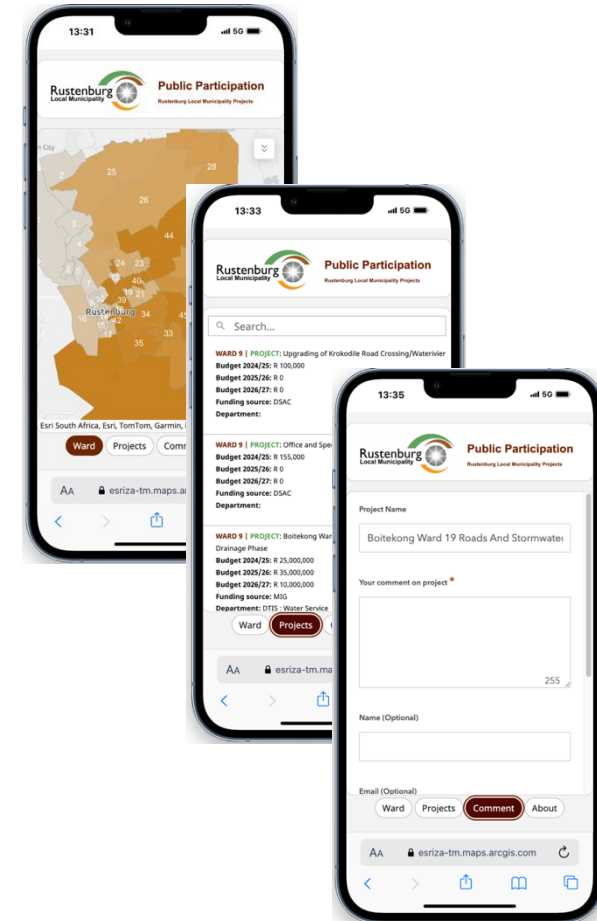 13:31
5G
Rustenburg
Local Municipality
Public Participation
Rustenburg Local Municipality Projects
2
25
28
26
3
4
44
24 23
40
19 21
39
Rustenburg
16
42
34
33
35
Esri South Africa, Esri, TomTom, Garmin,
Ward Projects
AA esriza-tm.maps.ar
13:33
5G
Rustenburg
Local Municipality
Public Participation
Rustenburg Local Municipality Projects
Search...
WARD 9 | PROJECT: Upgrading of Krokodile Road Crossing/Waterivier
Budget 2024/25: R 100,000
Budget 2025/26: R 0
Budget 2026/27: R 0
Funding source: DSAC
Department:
WARD 9 | PROJECT: Office and Spe
Budget 2024/25: R 155,000
Budget 2025/26: R 0
Budget 2026/27: R 0
Funding source: DSAC
Department:
WARD 9 | PROJECT: Boitekong War
Drainage Phase
Budget 2024/25: R 25,000,000
Budget 2025/26: R 35,000,000
Budget 2026/27: R 10,000,000
Funding source: MIG
Department: DTIS : Water Service
Ward Projects
AA esriza-tm.ma
13:35
5G
Rustenburg
Local Municipality
Public Participation
Rustenburg Local Municipality Projects
Project Name
Boitekong Ward 19 Roads And Stormwater
Your comment on project *
255
Name (Optional)
Email (Optional)
Ward Projects Comment About
AA esriza-tm.maps.arcgis.com